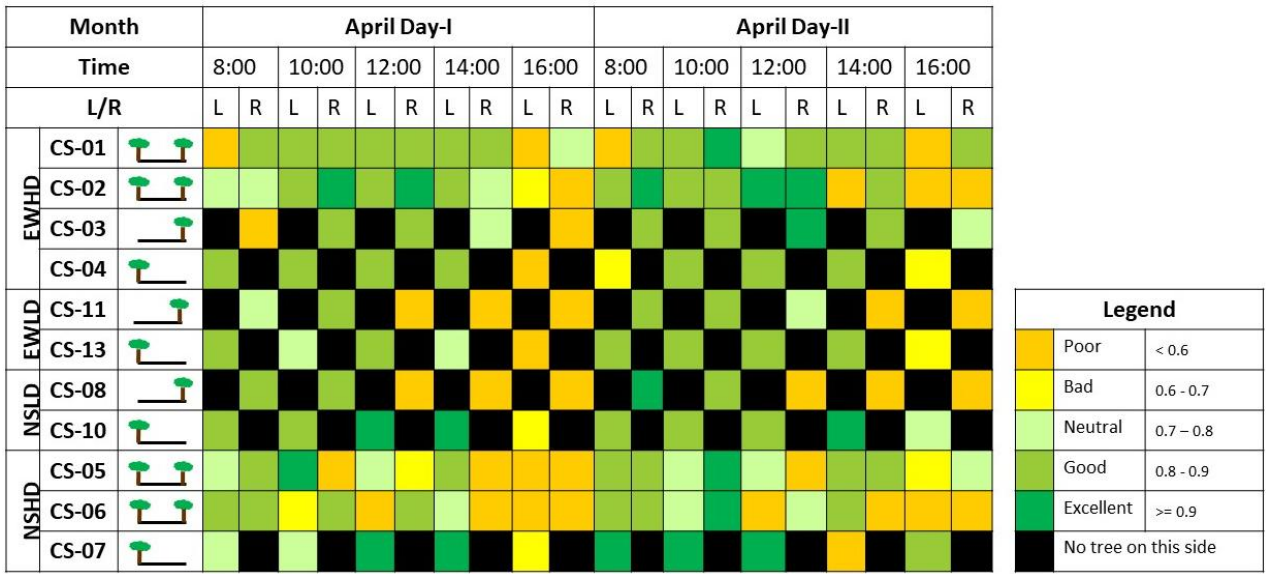 Month April Day-I April Day-II
Time 8:00 10:00 12:00 14:00 16:00 8:00 10:00 12:00 14:00 16:00
L/R L R L R L R L R L R L R L R L R L R L R
EWHD
CS-01
CS-02
CS-03
CS-04
EWLD
CS-11
CS-13
NSLD
CS-08
CS-10
NSHD
CS-05
CS-06
CS-07
Legend
Poor < 0.6
Bad 0.6 - 0.7
Neutral 0.7 – 0.8
Good 0.8 - 0.9
Excellent >= 0.9
No tree on this side